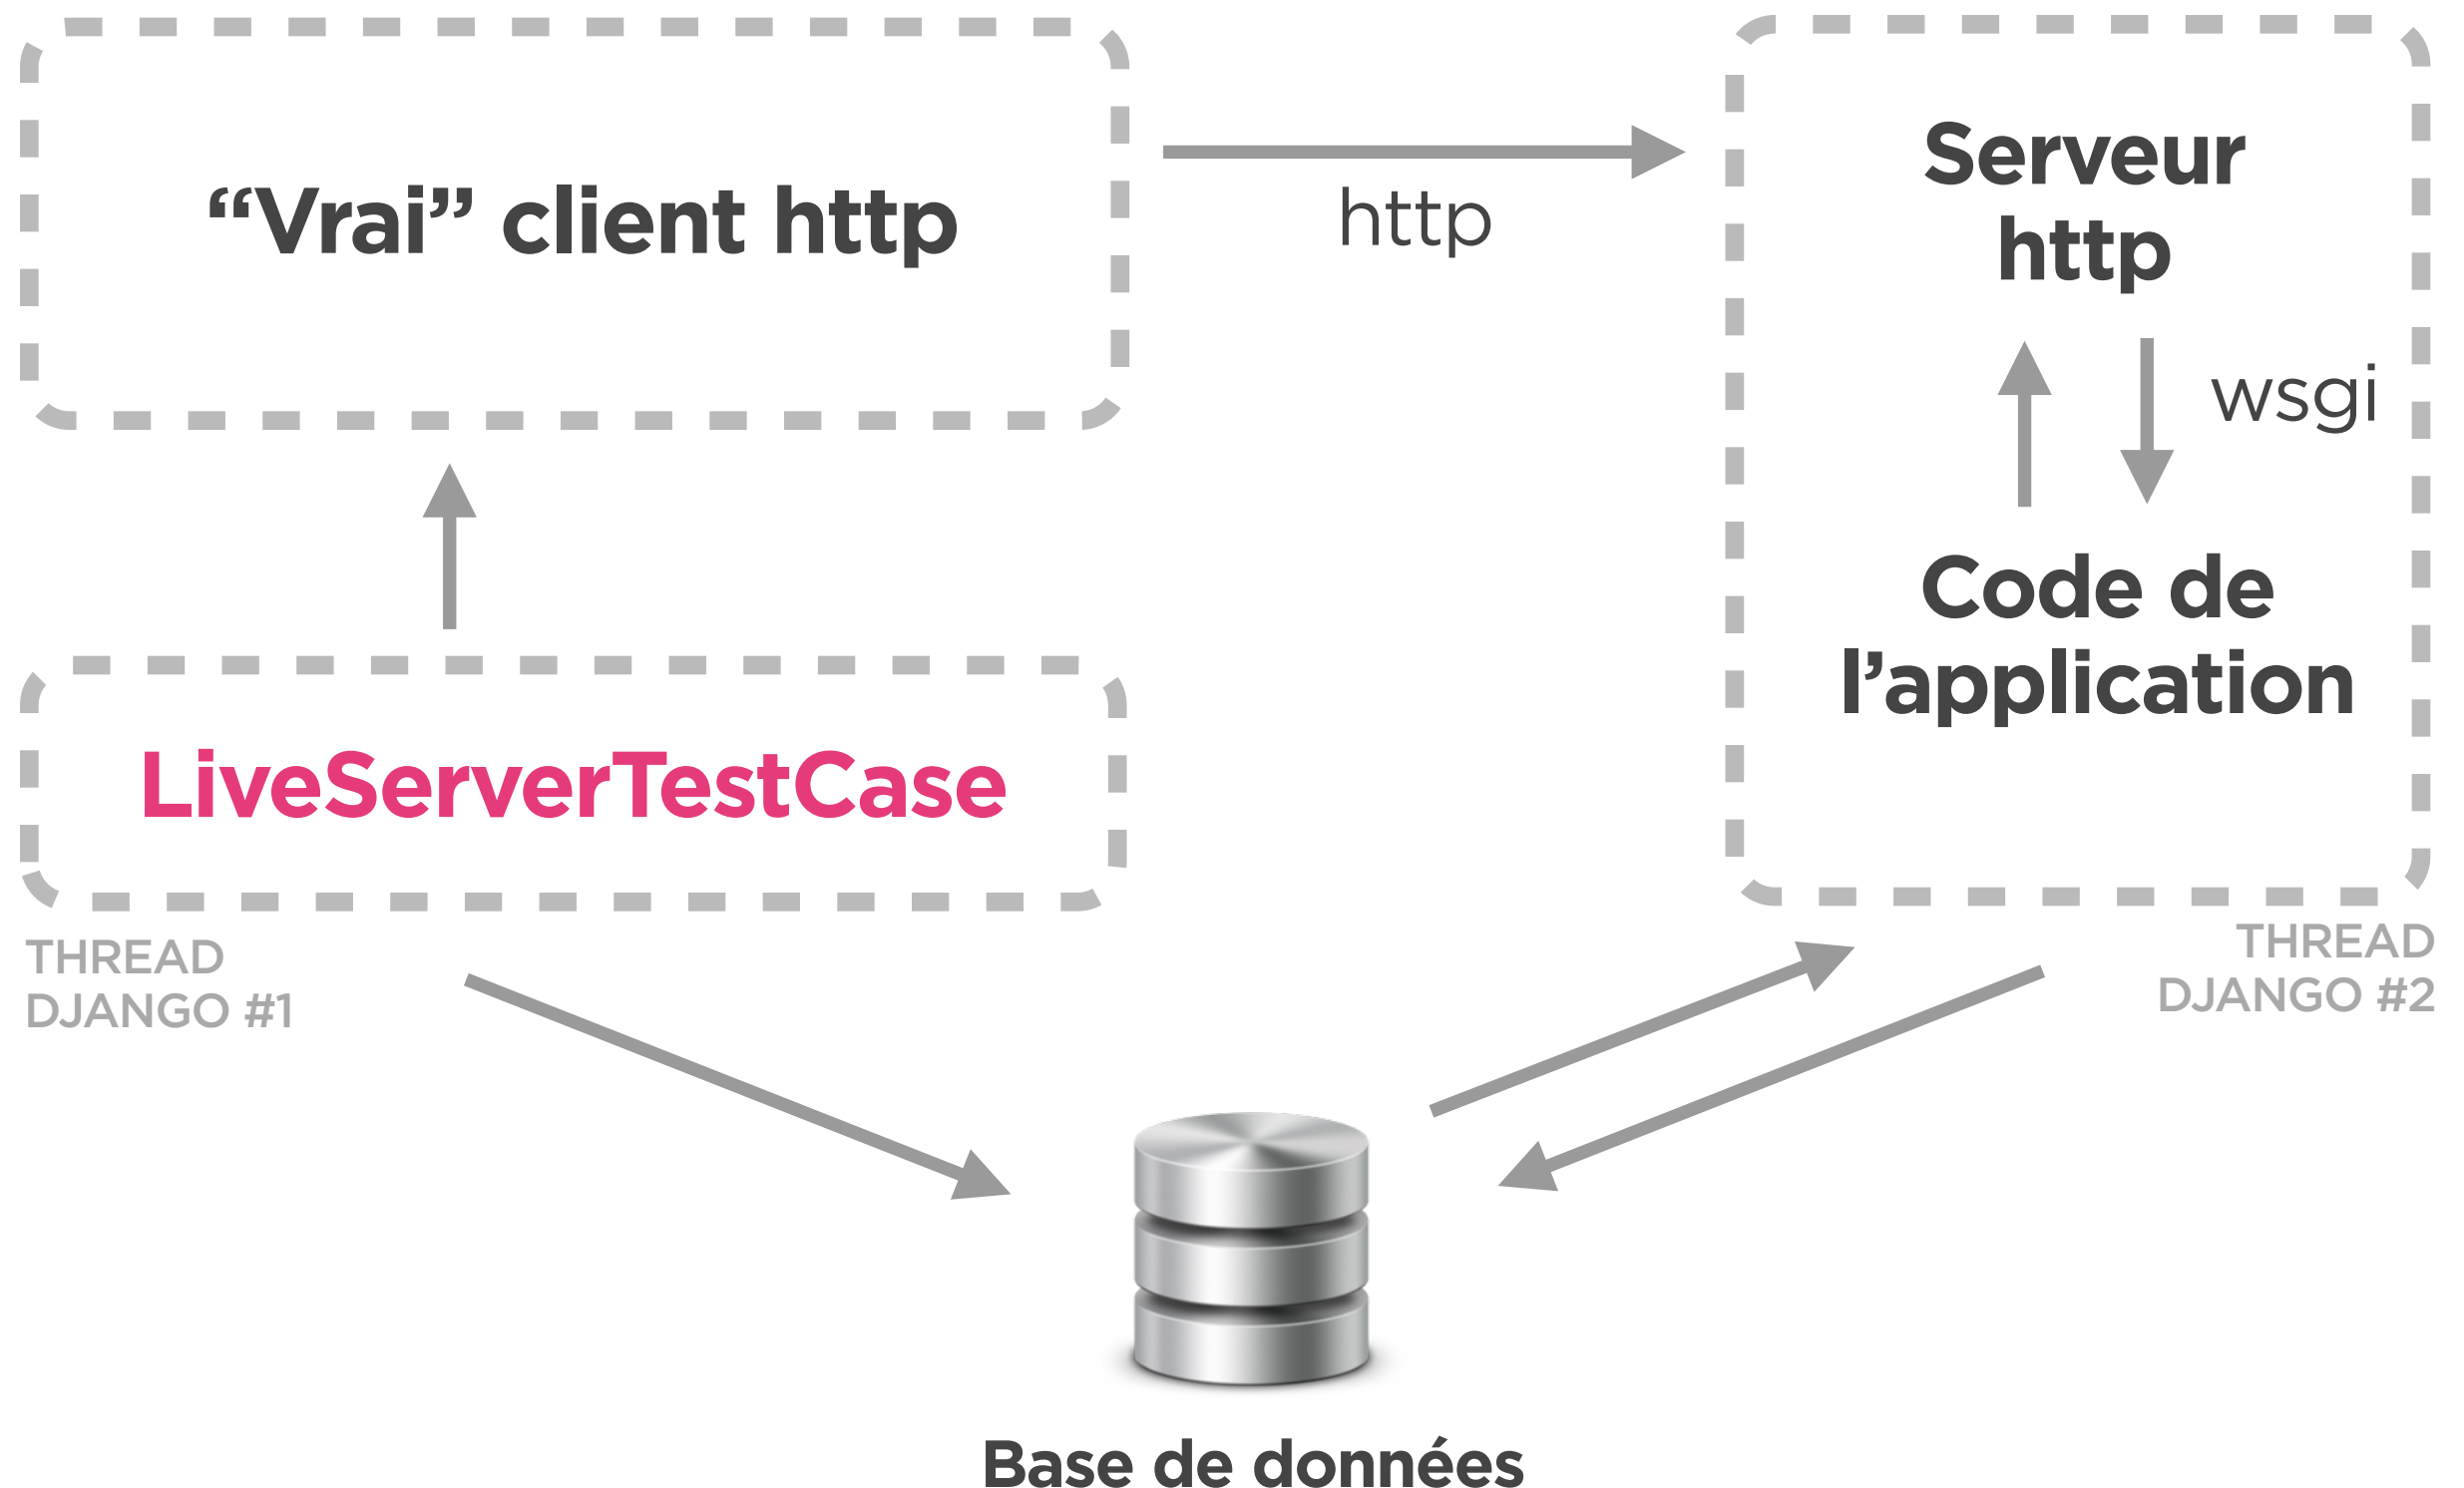 “Vrai” client http
http
Serveur
http
wsgi
Code de
l’application
LiveServerTestCase
THREAD
DJANGO #1
THREAD
DJANGO #2
Base de données